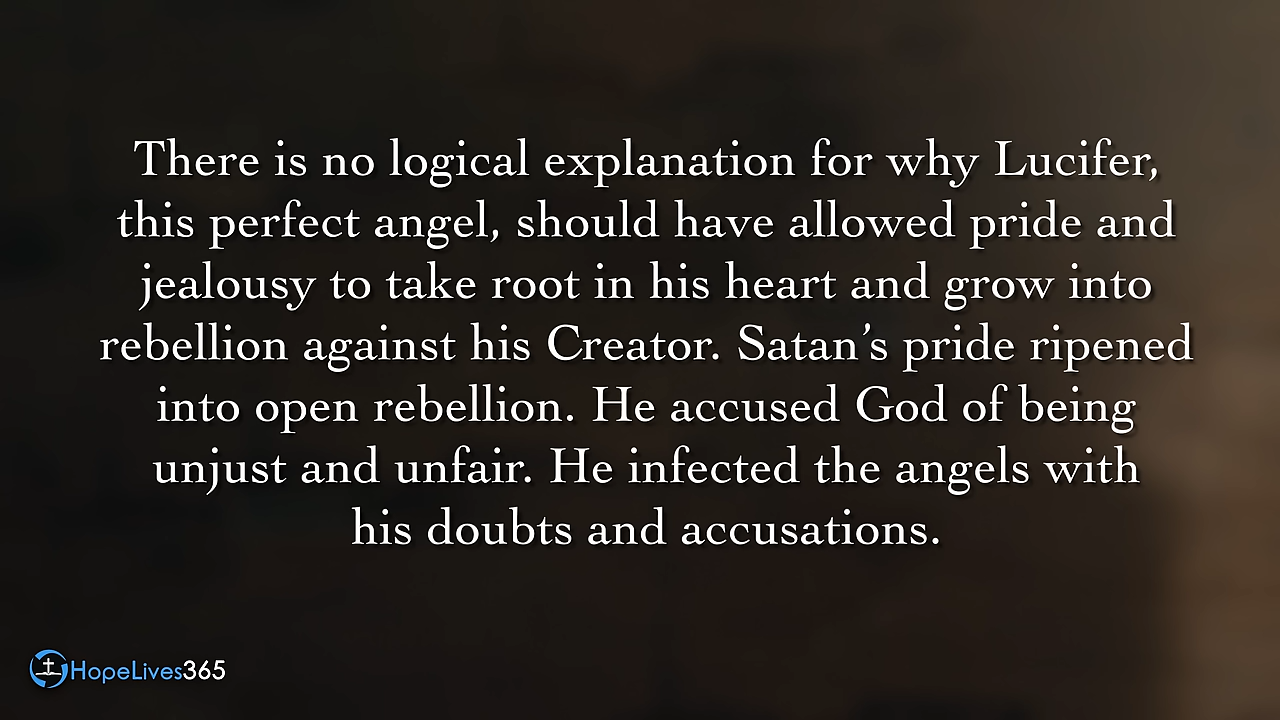 There is no logical explanation for why Lucifer,
this perfect angel, should have allowed pride and
jealousy to take root in his heart and grow into
rebellion against his Creator. Satan’s pride ripened
into open rebellion. He accused God of being
unjust and unfair. He infected the angels with
his doubts and accusations.
HopeLives365